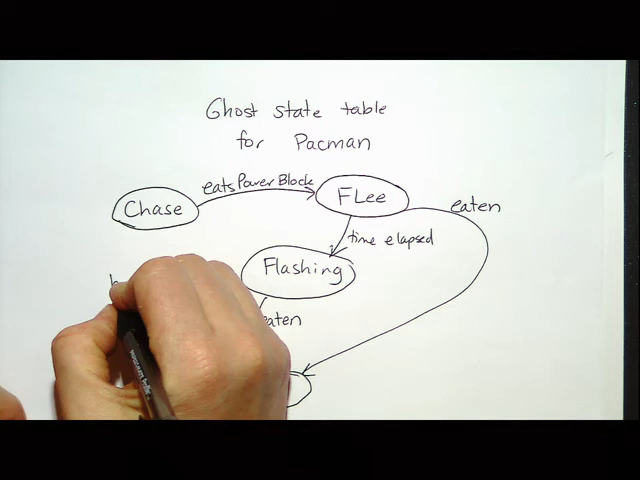 Ghost state table
for Pacman
eats Power Block
Chase
FLee
eaten
time elapsed
Flashing
eaten